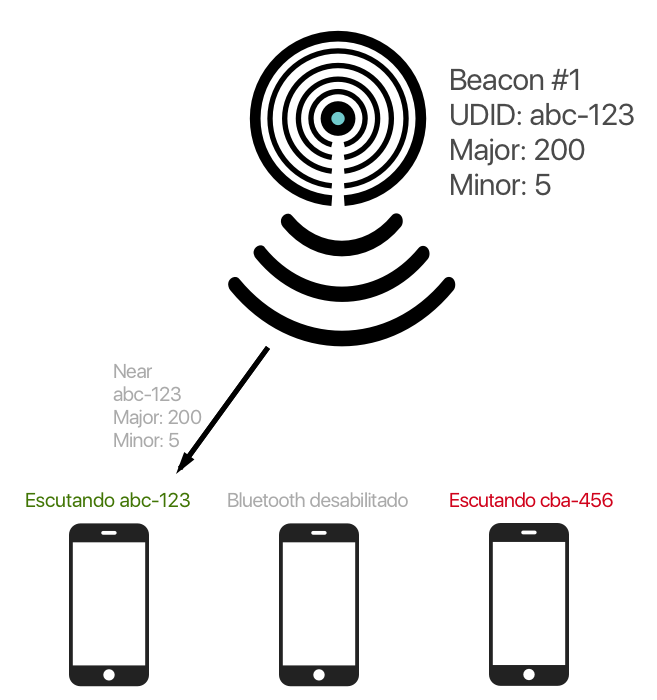 Beacon #1
UDID: abc-123
Major: 200
Minor: 5
Near
abc-123
Major: 200
Minor: 5
Escutando abc-123
Bluetooth desabilitado
Escutando cba-456